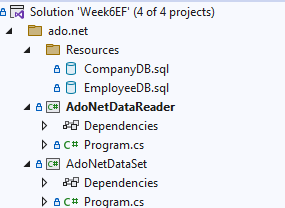 Solution 'Week6EF' (4 of 4 projects)
ado.net
Resources
CompanyDB.sql
EmployeeDB.sql
C# AdoNetDataReader
Dependencies
C# Program.cs
C# AdoNetDataSet
Dependencies
C# Program.cs